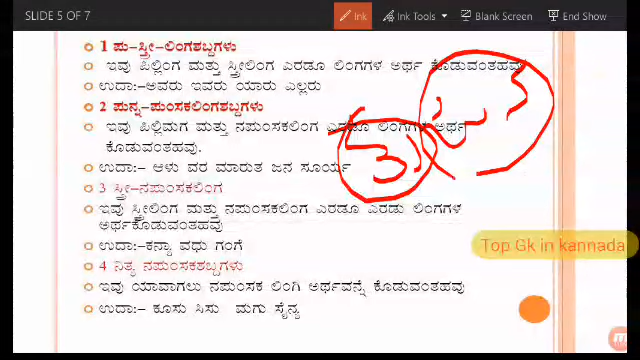 SLIDE 5 OF 7
Ink
Ink Tools
Blank Screen
End Show
1 ಪು-ಸ್ತ್ರೀ-ಲಿಂಗಶಬ್ದಗಳು
ಇವು ಪಿಲ್ಲಿಂಗ ಮತ್ತು ಸ್ತ್ರೀಲಿಂಗ ಎರಡೂ ಲಿಂಗಗಳ ಅರ್ಥ ಕೊಡುವಂತಹವು
ಉದಾ:- ಅವರು ಇವರು ಯಾರು ಎಲ್ಲರು
2 ಪುನ್ನ-ಪುಂಸಕಲಿಂಗಶಬ್ದಗಳು
ಇವು ಪಿಲ್ಲಿಮಗ ಮತ್ತು ನಪುಂಸಕಲಿಂಗ ಎರಡೂ ಲಿಂಗಗಳ ಅರ್ಥ
ಕೊಡುವಂತಹವು.
ಉದಾ:- ಆಳು ವರ ಮಾರುತ ಜನ ಸೂರ್ಯ
3 ಸ್ತ್ರೀ-ನಪುಂಸಕಲಿಂಗ
ಇವು ಸ್ತ್ರೀಲಿಂಗ ಮತ್ತು ನಪುಂಸಕಲಿಂಗ ಎರಡೂ ಎರಡು ಲಿಂಗಗಳ
ಅರ್ಥಕೊಡುವಂತಹವು
ಉದಾ:- ಕನ್ಯಾ ವಧು ಗಂಗೆ
Top Gk in kannada
4 ನಿತ್ಯ ನಪುಂಸಕಶಬ್ದಗಳು
ಇವು ಯಾವಾಗಲು ನಪುಂಸಕ ಲಿಂಗಿ ಅರ್ಥವನ್ನೆ ಕೊಡುವಂತಹವು
ಉದಾ:- ಕೂಸು ಸಿಸು ಮಗು ಸೈನ್ಯ